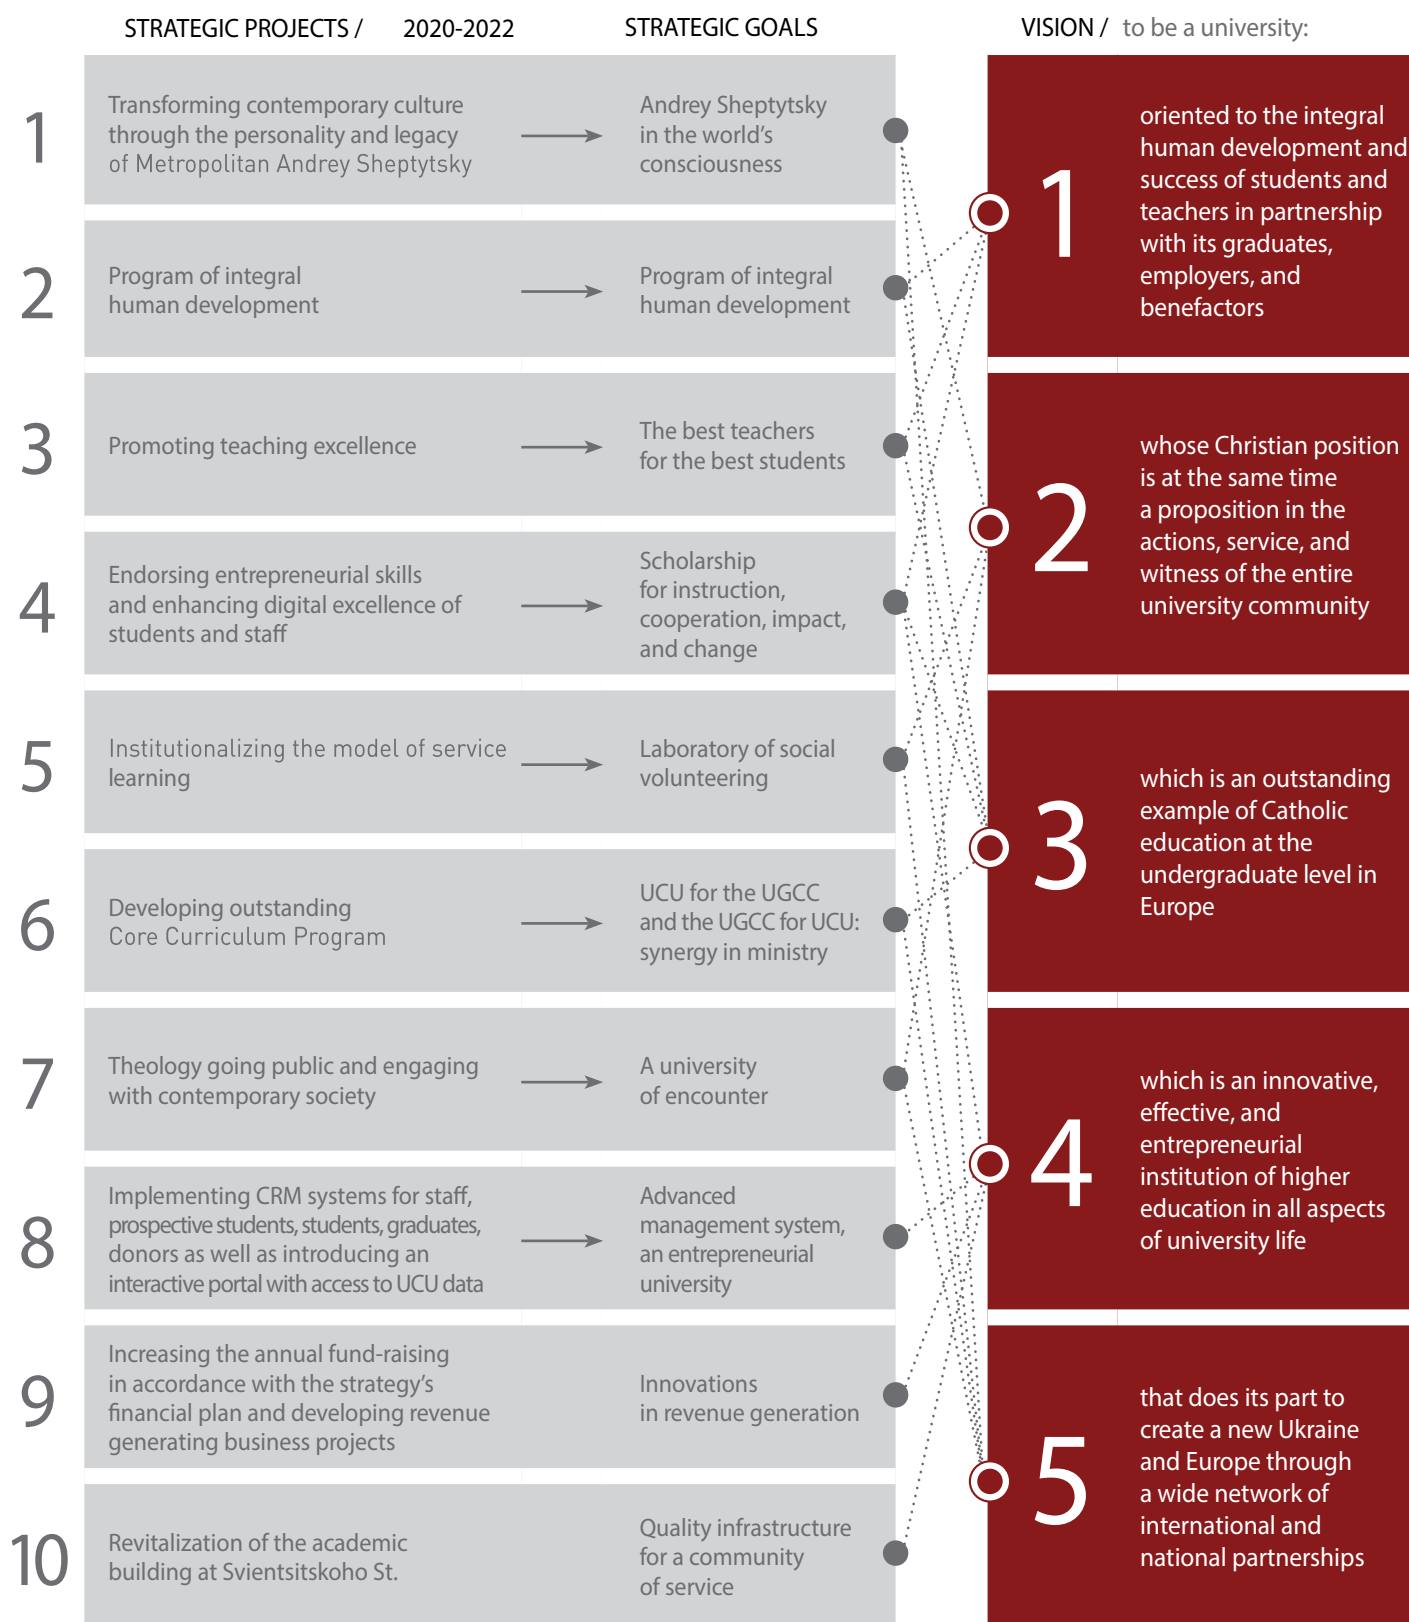 STRATEGIC PROJECTS / 2020-2022 STRATEGIC GOALS VISION / to be a university:
1
Transforming contemporary culture
through the personality and legacy
of Metropolitan Andrey Sheptytsky
Andrey Sheptytsky
in the world's
consciousness
2
Program of integral
human development
Program of integral
human development
3
Promoting teaching excellence
The best teachers
for the best students
4
Endorsing entrepreneurial skills
and enhancing digital excellence of
students and staff
Scholarship
for instruction,
cooperation, impact,
and change
5
Institutionalizing the model of service
learning
Laboratory of social
volunteering
6
Developing outstanding
Core Curriculum Program
UCU for the UGCC
and the UGCC for UCU:
synergy in ministry
7
Theology going public and engaging
with contemporary society
A university
of encounter
8
Implementing CRM systems for staff,
prospective students, students, graduates,
donors as well as introducing an
interactive portal with access to UCU data
Advanced
management system,
an entrepreneurial
university
9
Increasing the annual fund-raising
in accordance with the strategy's
financial plan and developing revenue
generating business projects
Innovations
in revenue generation
10
Revitalization of the academic
building at Svientsitskoho St.
Quality infrastructure
for a community
of service
1
oriented to the integral
human development and
success of students and
teachers in partnership
with its graduates,
employers, and
benefactors
2
whose Christian position
is at the same time
a proposition in the
actions, service, and
witness of the entire
university community
3
which is an outstanding
example of Catholic
education at the
undergraduate level in
Europe
4
which is an innovative,
effective, and
entrepreneurial
institution of higher
education in all aspects
of university life
5
that does its part to
create a new Ukraine
and Europe through
a wide network of
international and
national partnerships